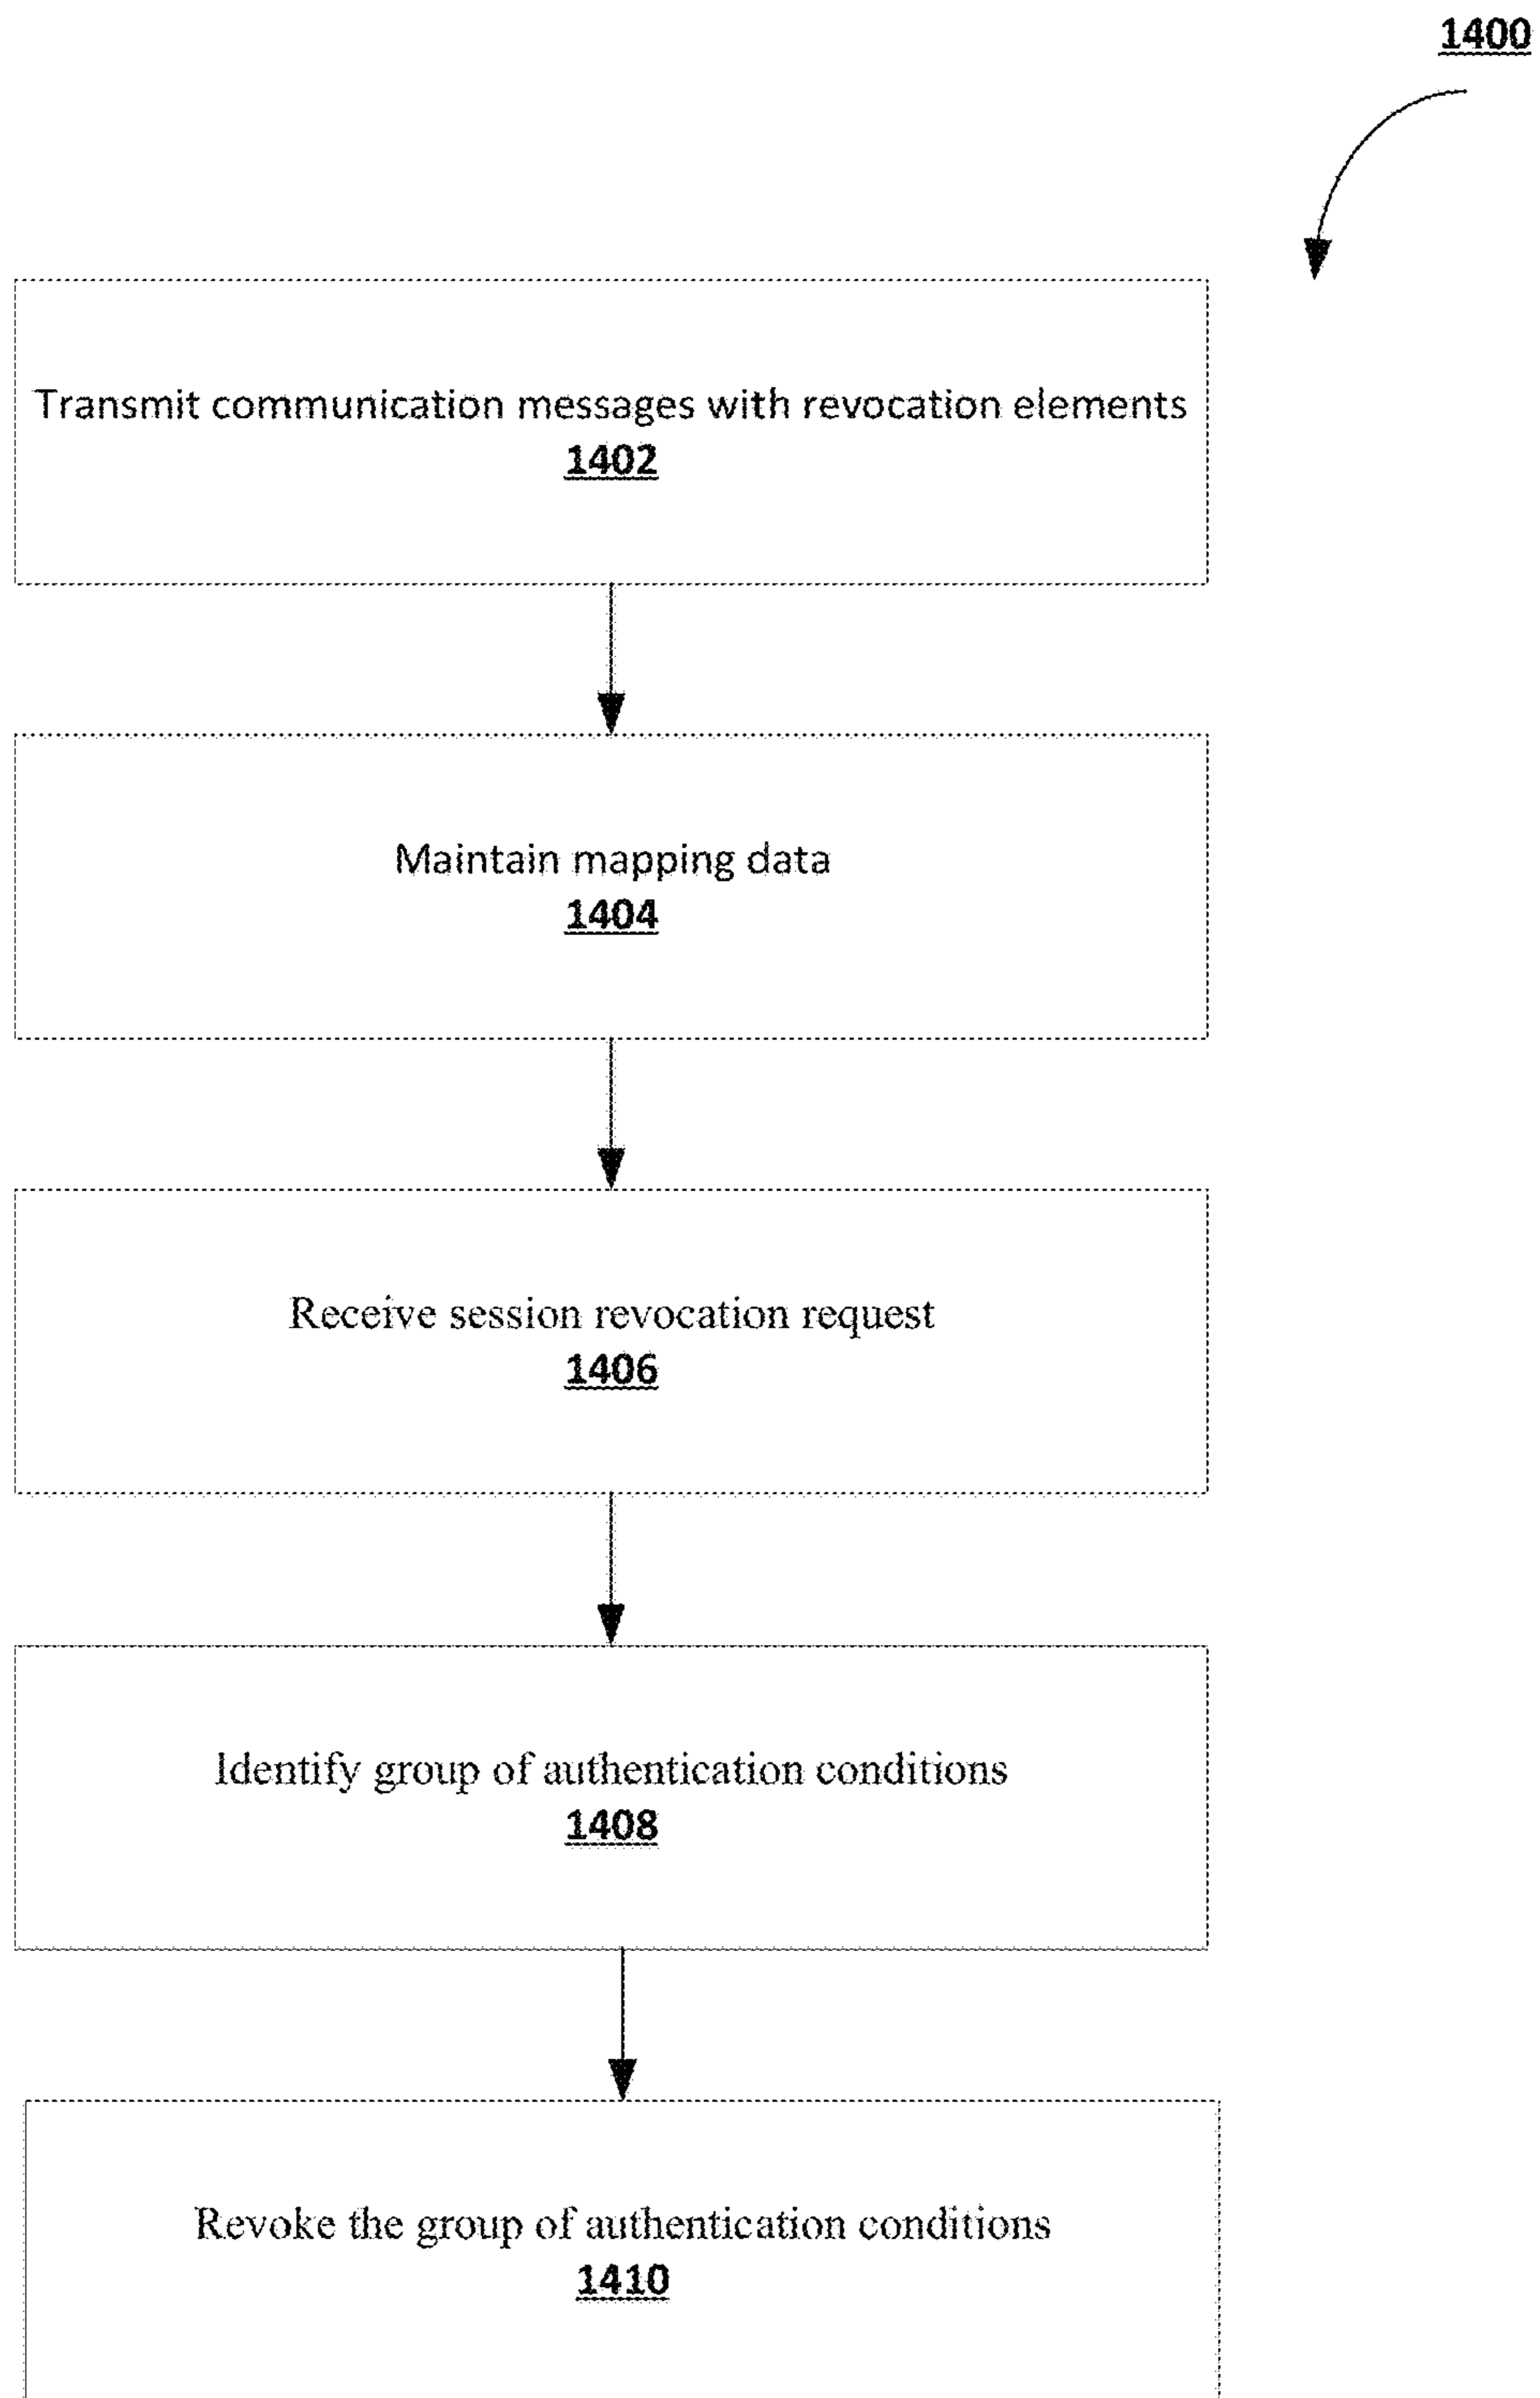 1400
Transmit communication messages with revocation elements
1402
Maintain mapping data
1404
Receive session revocation request
1406
Identify group of authentication conditions
1408
Revoke the group of authentication conditions
1410